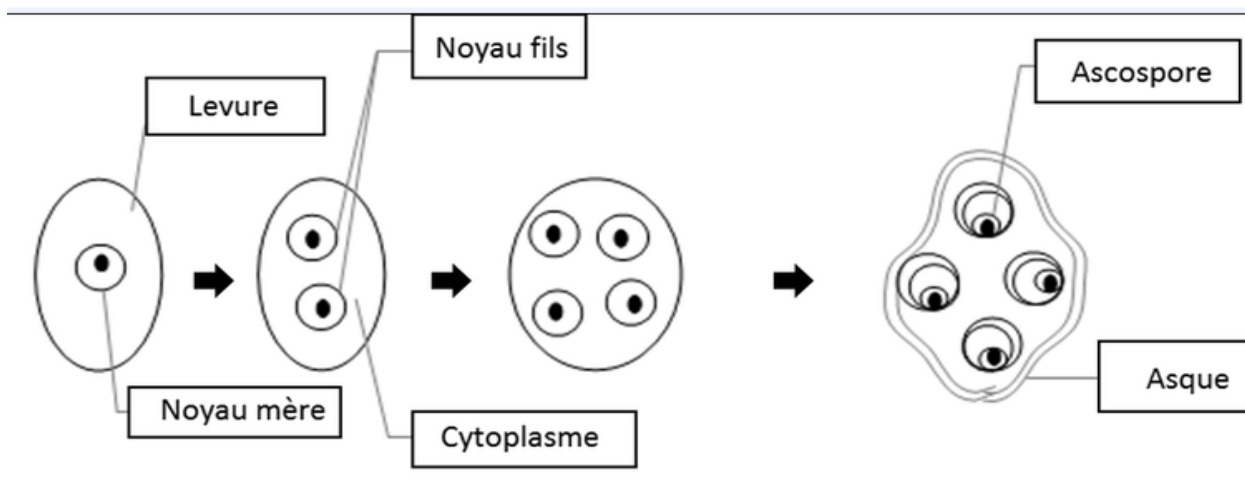 Noyau fils
Ascospore
Levure
Asque
Noyau mère
Cytoplasme